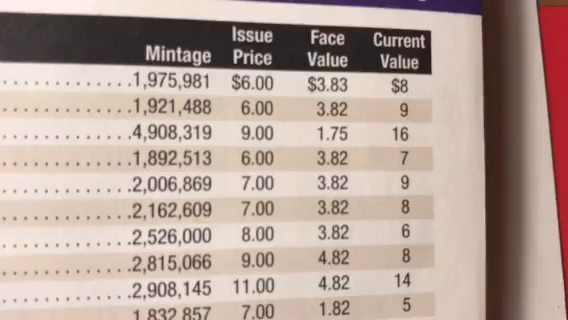 Issue Face Current
Mintage Price Value Value
.............1,975,981 $6.00 $3.83 $8
.............1,921,488 6.00 3.82 9
.............4,908,319 9.00 1.75 16
.............1,892,513 6.00 3.82 7
.............2,006,869 7.00 3.82 9
.............2,162,609 7.00 3.82 8
.............2,526,000 8.00 3.82 6
.............2,815,066 9.00 4.82 8
.............2,908,145 11.00 4.82 14
1,832,857 7.00 1.82 5